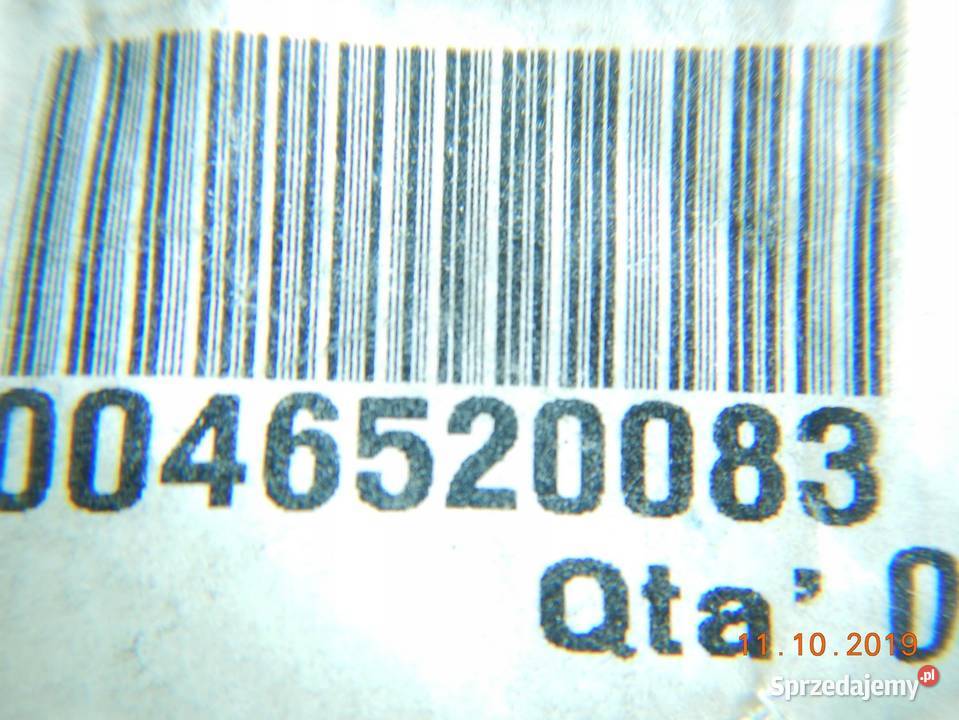 0046520083
Qta' 0
11.10.2019
Sprzedajemy.pl